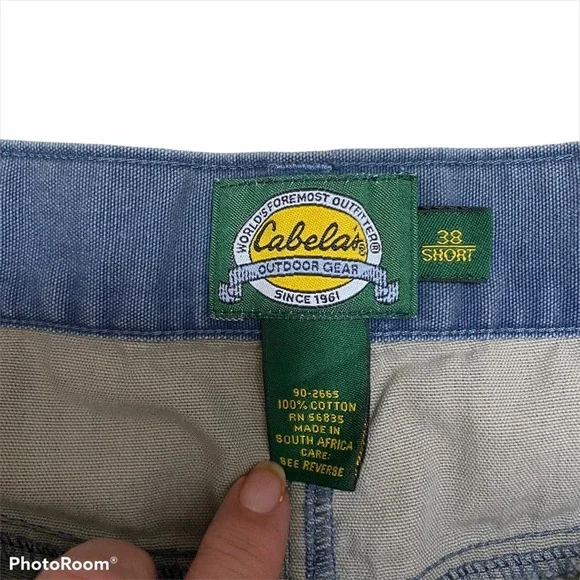 WORLD'S FOREMOST OUTFITTER®
Cabela's®
OUTDOOR GEAR
SINCE 1961
38
SHORT
90-2665
100% COTTON
RN 56835
MADE IN
SOUTH AFRICA
CARE:
SEE REVERSE
PhotoRoom®